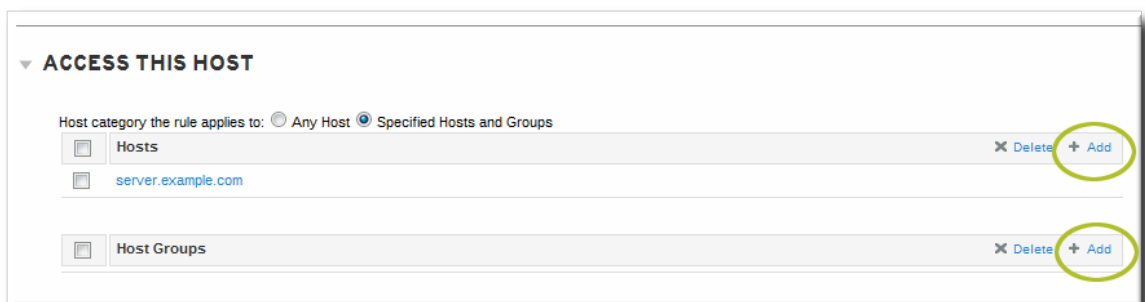 ACCESS THIS HOST
Host category the rule applies to: Any Host Specified Hosts and Groups
Hosts Delete + Add
server.example.com
Host Groups Delete + Add